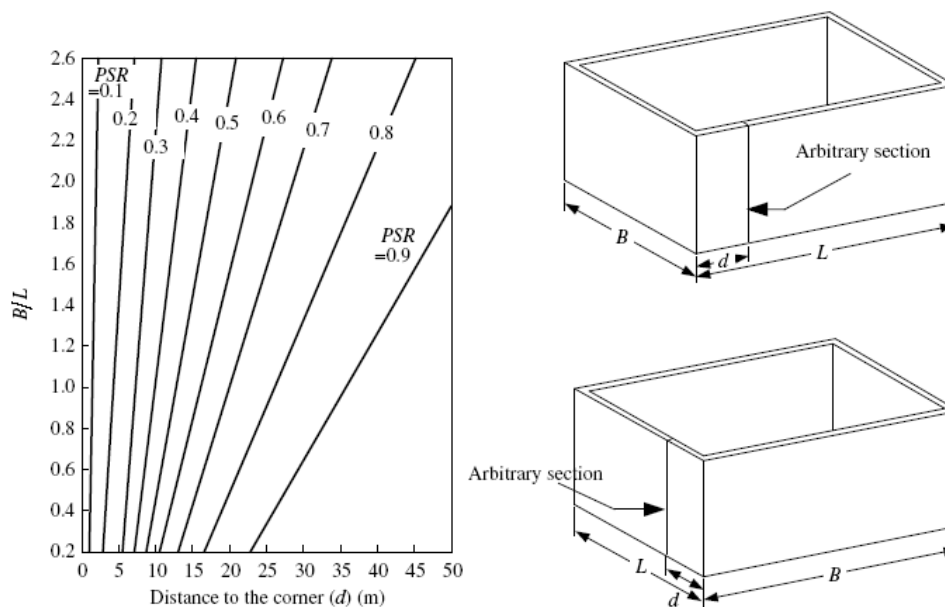 2.6
2.4
2.2
2.0
1.8
1.6
1.4
1.2
1.0
0.8
0.6
0.4
0.2
B/L
PSR
=0.1
0.2
0.3
0.4
0.5
0.6
0.7
0.8
PSR
=0.9
0 5 10 15 20 25 30 35 40 45 50
Distance to the corner (d) (m)
Arbitrary section
B
d
L
Arbitrary section
L
d
B